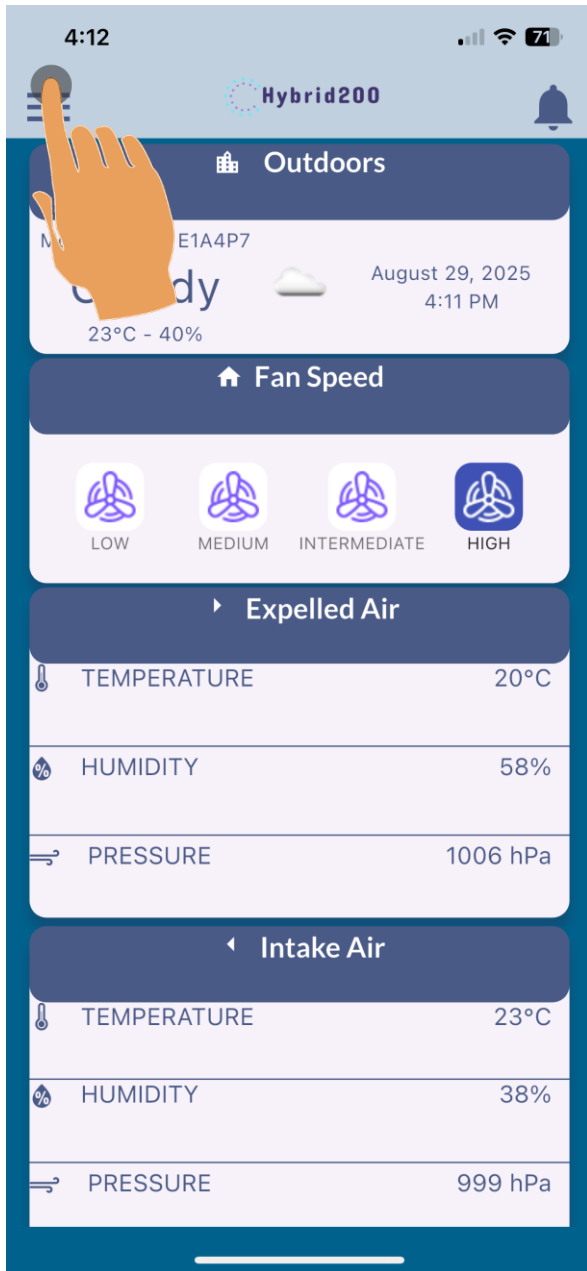 4:12
71
Hybrid200
Outdoors
E1A4P7
August 29, 2025
4:11 PM
23°C - 40%
Fan Speed
LOW MEDIUM INTERMEDIATE HIGH
Expelled Air
TEMPERATURE 20°C
% HUMIDITY 58%
PRESSURE 1006 hPa
Intake Air
TEMPERATURE 23°C
% HUMIDITY 38%
PRESSURE 999 hPa